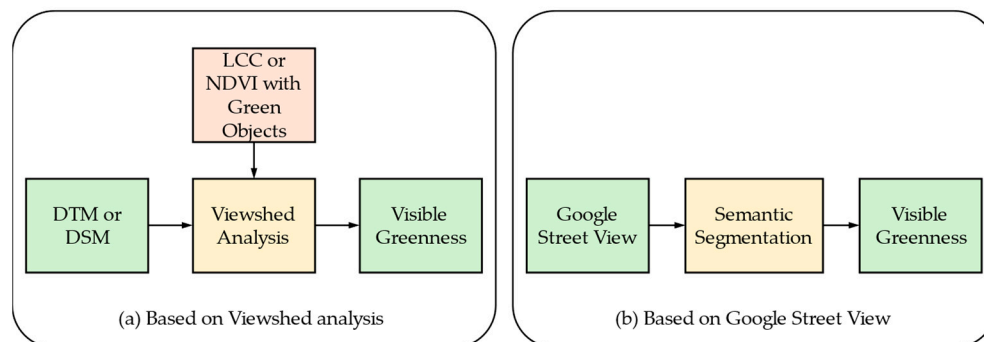 LCC or
NDVI with
Green
Objects
DTM or
DSM
Viewshed
Analysis
Visible
Greenness
(a) Based on Viewshed analysis
Google
Street View
Semantic
Segmentation
Visible
Greenness
(b) Based on Google Street View